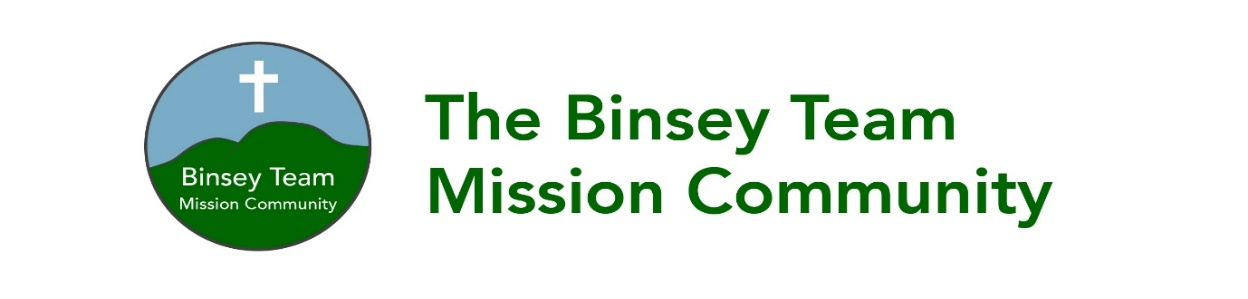 Binsey Team
Mission Community
The Binsey Team
Mission Community